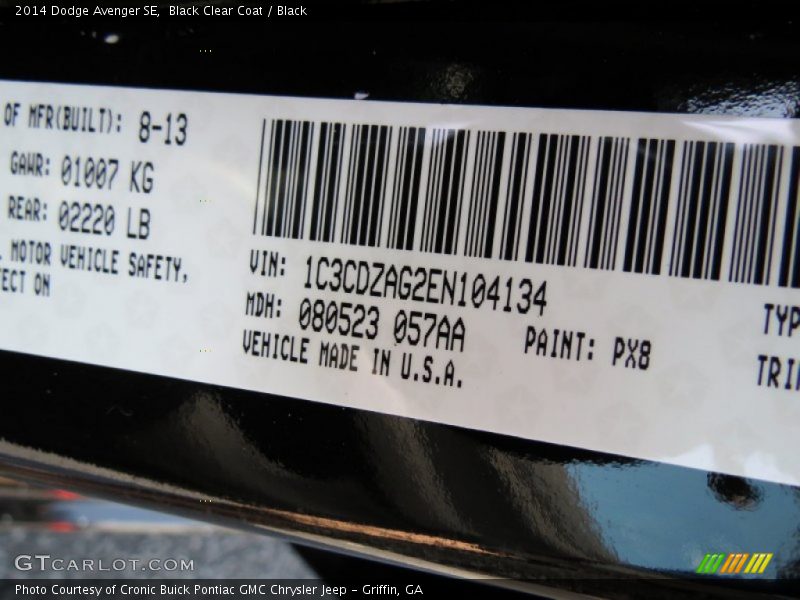 2014 Dodge Avenger SE,  Black Clear Coat / Black
OF MFR(BUILT): 8-13
GAWR: 01007 KG
REAR: 02220 LB
MOTOR VEHICLE SAFETY,
ECT ON
VIN: 1C3CDZAG2EN104134
MDH: 080523 057AA PAINT: PX8
VEHICLE MADE IN U.S.A.
TYP
TRI
GTCARLOT.COM
Photo Courtesy of Cronic Buick Pontiac GMC Chrysler Jeep - Griffin, GA